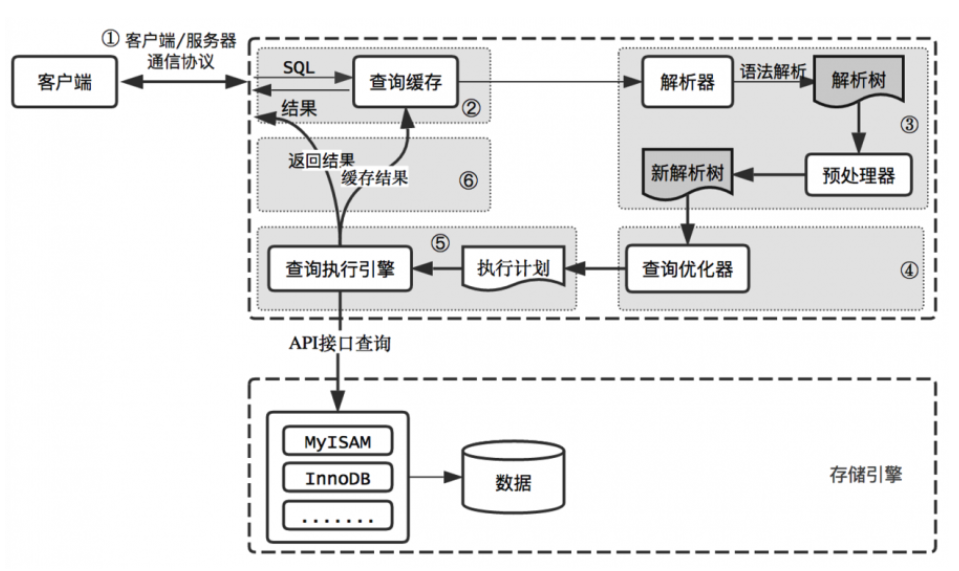 ① 客户端/服务器
通信协议
客户端
SQL
查询缓存
结果
②
解析器
语法解析
解析树
③
返回结果
缓存结果
⑥
新解析树
预处理器
⑤
查询执行引擎
执行计划
查询优化器
④
API接口查询
MyISAM
InnoDB
.......
数据
存储引擎